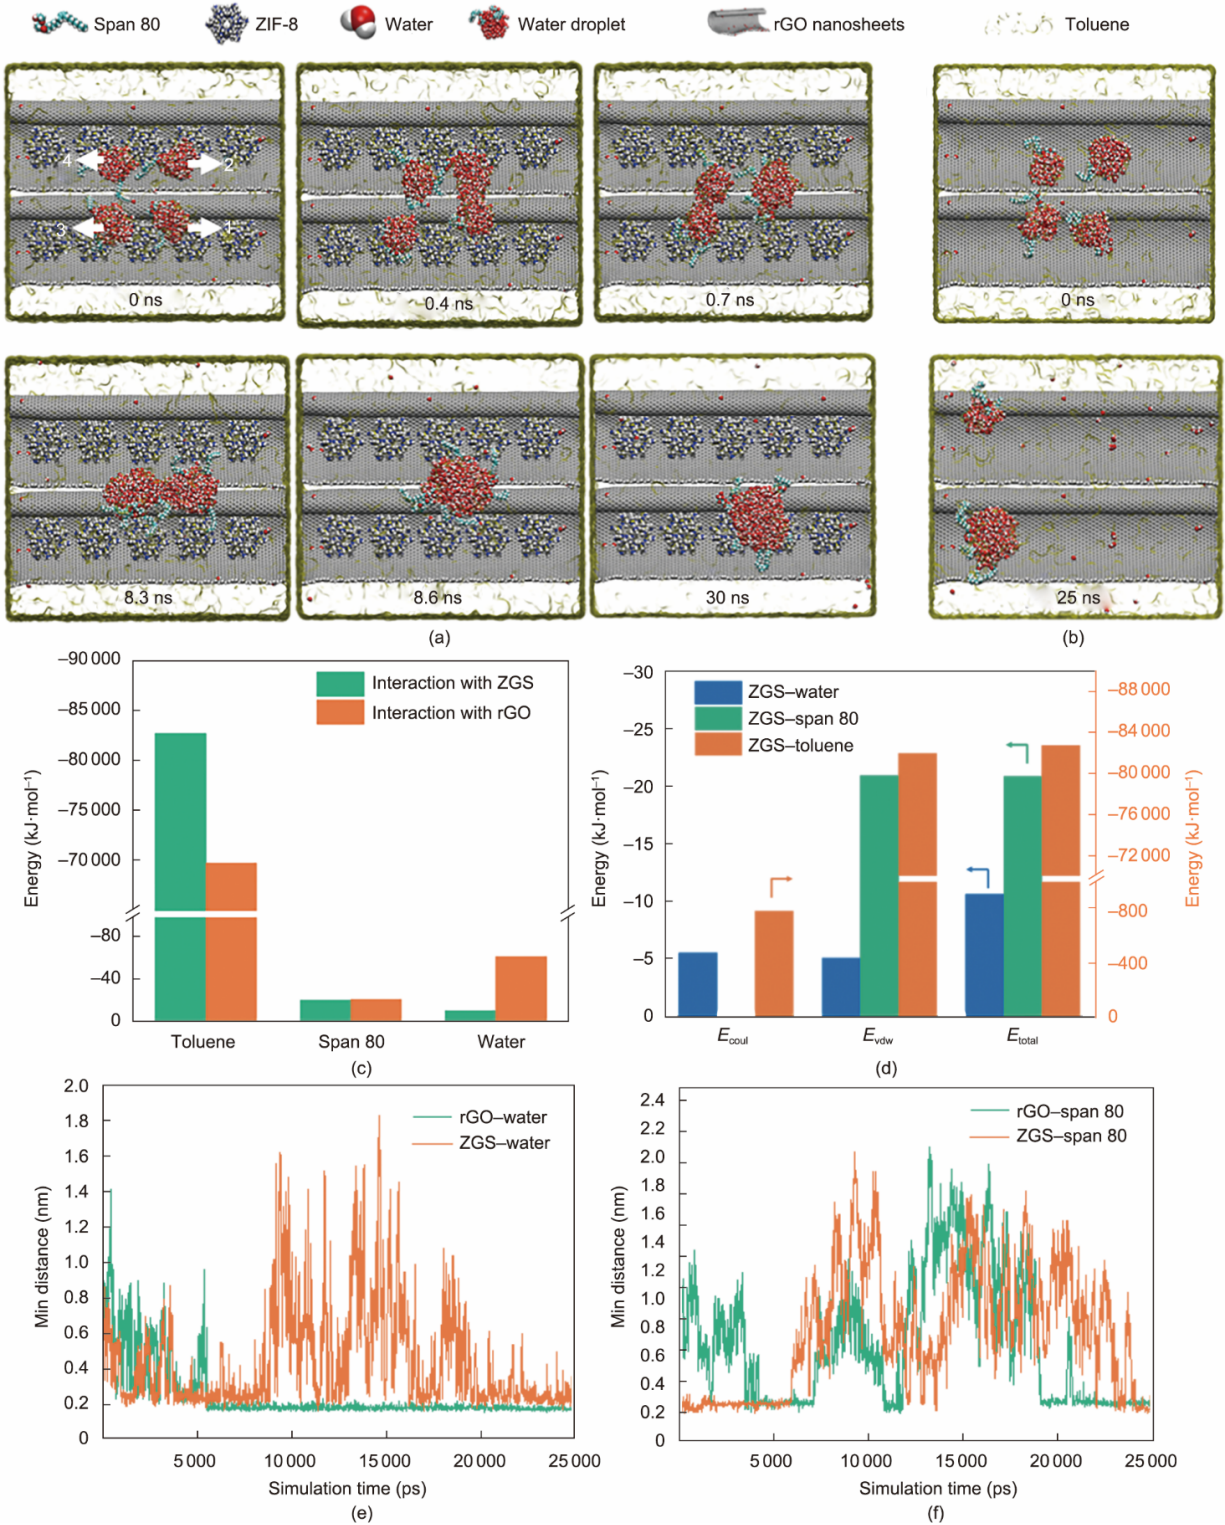 Span 80 ZIF-8 Water Water droplet rGO nanosheets Toluene
4 2
3 1
0 ns 0.4 ns 0.7 ns 0 ns
8.3 ns 8.6 ns 30 ns 25 ns
(a) (b)
Energy (kJ·mol⁻¹)
–90 000
–85 000
–80 000
–75 000
–70 000
–80
–40
0
Interaction with ZGS
Interaction with rGO
Toluene Span 80 Water
(c)
Energy (kJ·mol⁻¹)
–30
–25
–20
–15
–10
–5
0
ZGS–water
ZGS–span 80
ZGS–toluene
–88 000
–84 000
–80 000
–76 000
–72 000
–800
–400
0
Energy (kJ·mol⁻¹)
E_coul E_vdw E_total
(d)
Min distance (nm)
2.0
1.8
1.6
1.4
1.2
1.0
0.8
0.6
0.4
0.2
0
rGO–water
ZGS–water
5 000 10 000 15 000 20 000 25 000
Simulation time (ps)
(e)
Min distance (nm)
2.4
2.2
2.0
1.8
1.6
1.4
1.2
1.0
0.8
0.6
0.4
0.2
0
rGO–span 80
ZGS–span 80
5 000 10 000 15 000 20 000 25 000
Simulation time (ps)
(f)